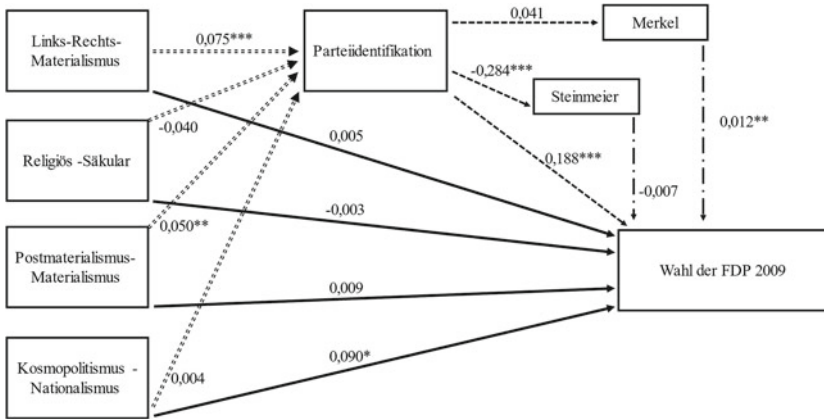 Links-Rechts-
Materialismus
0,075***
Parteiidentifikation
0,041
Merkel
-0,284***
Steinmeier
-0,040
0,005
0,012**
Religiös -Säkular
0,188***
-0,007
-0,003
0,050**
Postmaterialismus-
Materialismus
Wahl der FDP 2009
0,009
Kosmopolitismus -
Nationalismus
0,090*
0,004